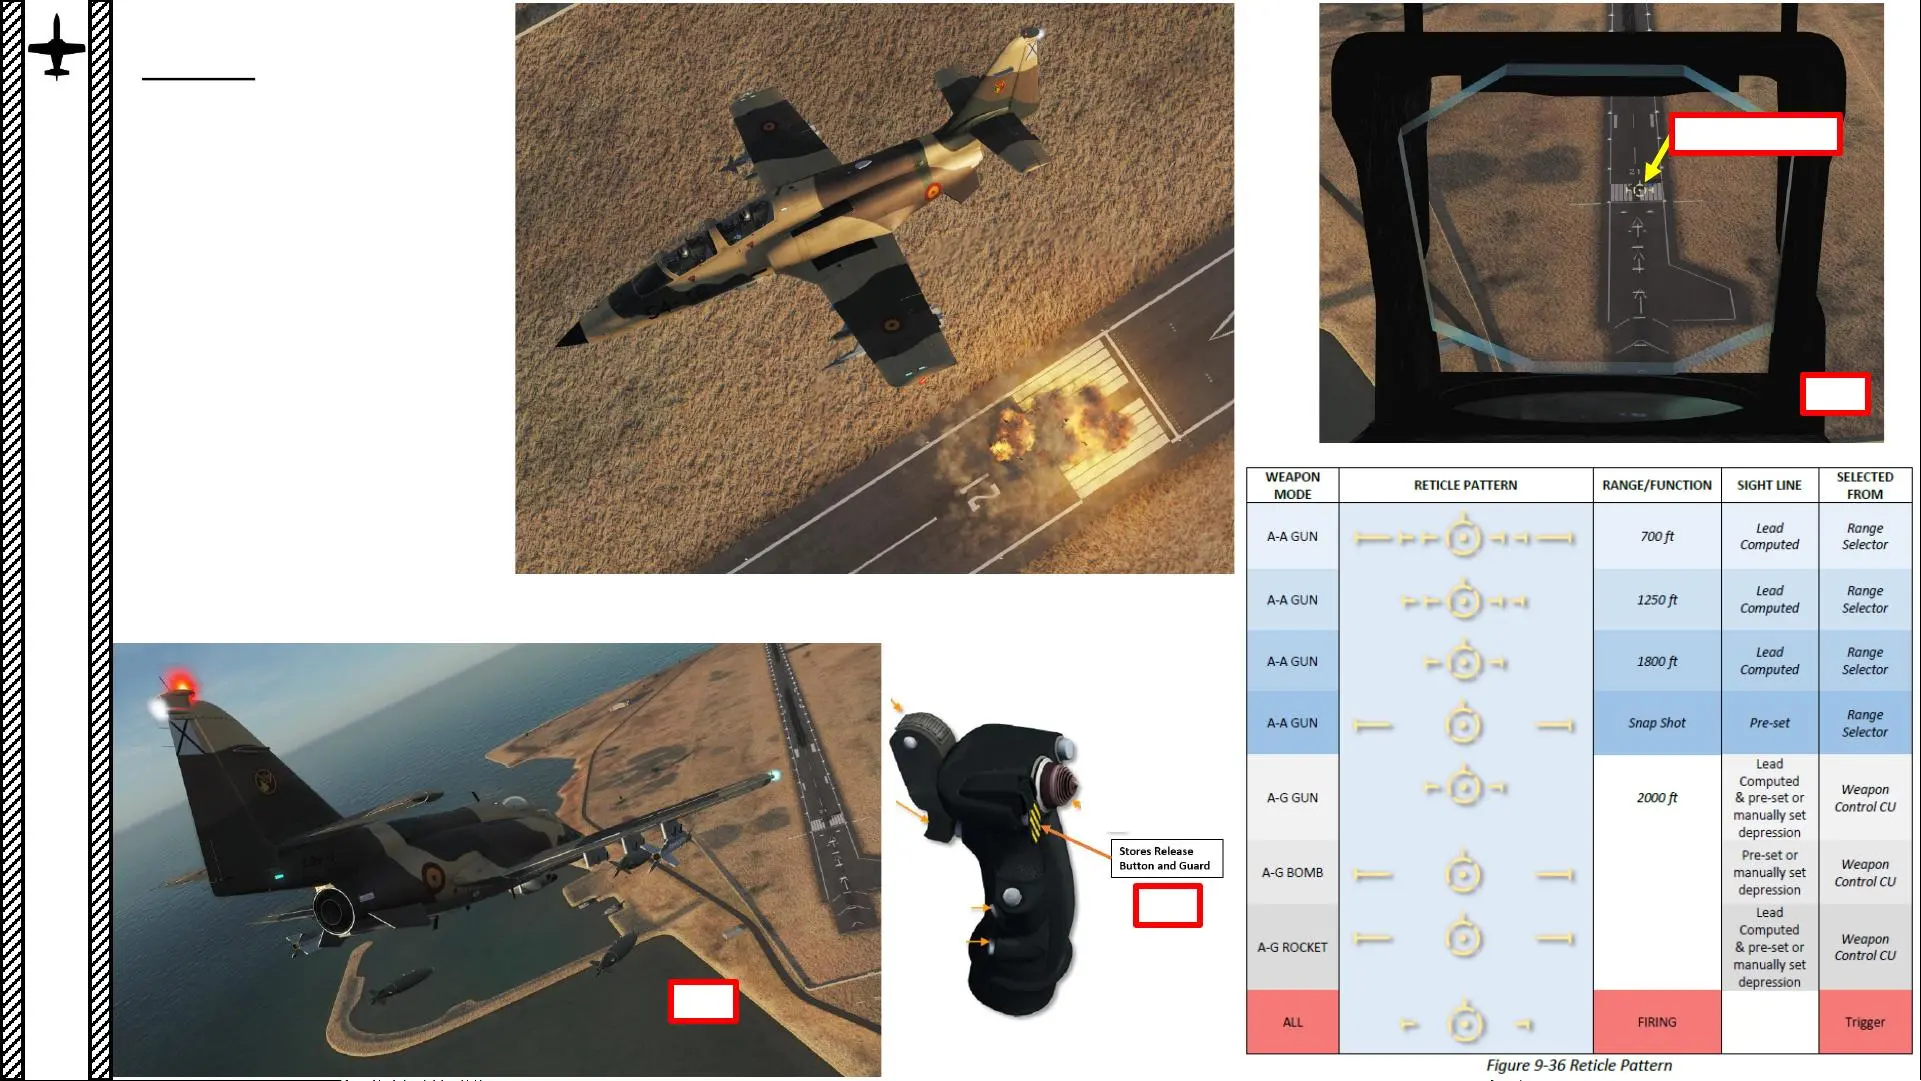 WEAPON MODE
RETICLE PATTERN
RANGE/FUNCTION
SIGHT LINE
SELECTED FROM
A-A GUN
700 ft
Lead
Computed
Range
Selector
A-A GUN
1250 ft
Lead
Computed
Range
Selector
A-A GUN
1800 ft
Lead
Computed
Range
Selector
A-A GUN
Snap Shot
Pre-set
Range
Selector
A-G GUN
2000 ft
Lead
Computed
& pre-set or
manually set
depression
Weapon
Control CU
A-G BOMB
Pre-set or
manually set
depression
Weapon
Control CU
A-G ROCKET
Lead
Computed
& pre-set or
manually set
depression
Weapon
Control CU
ALL
FIRING
Trigger
Figure 9-36 Reticle Pattern
Stores Release
Button and Guard
12
21